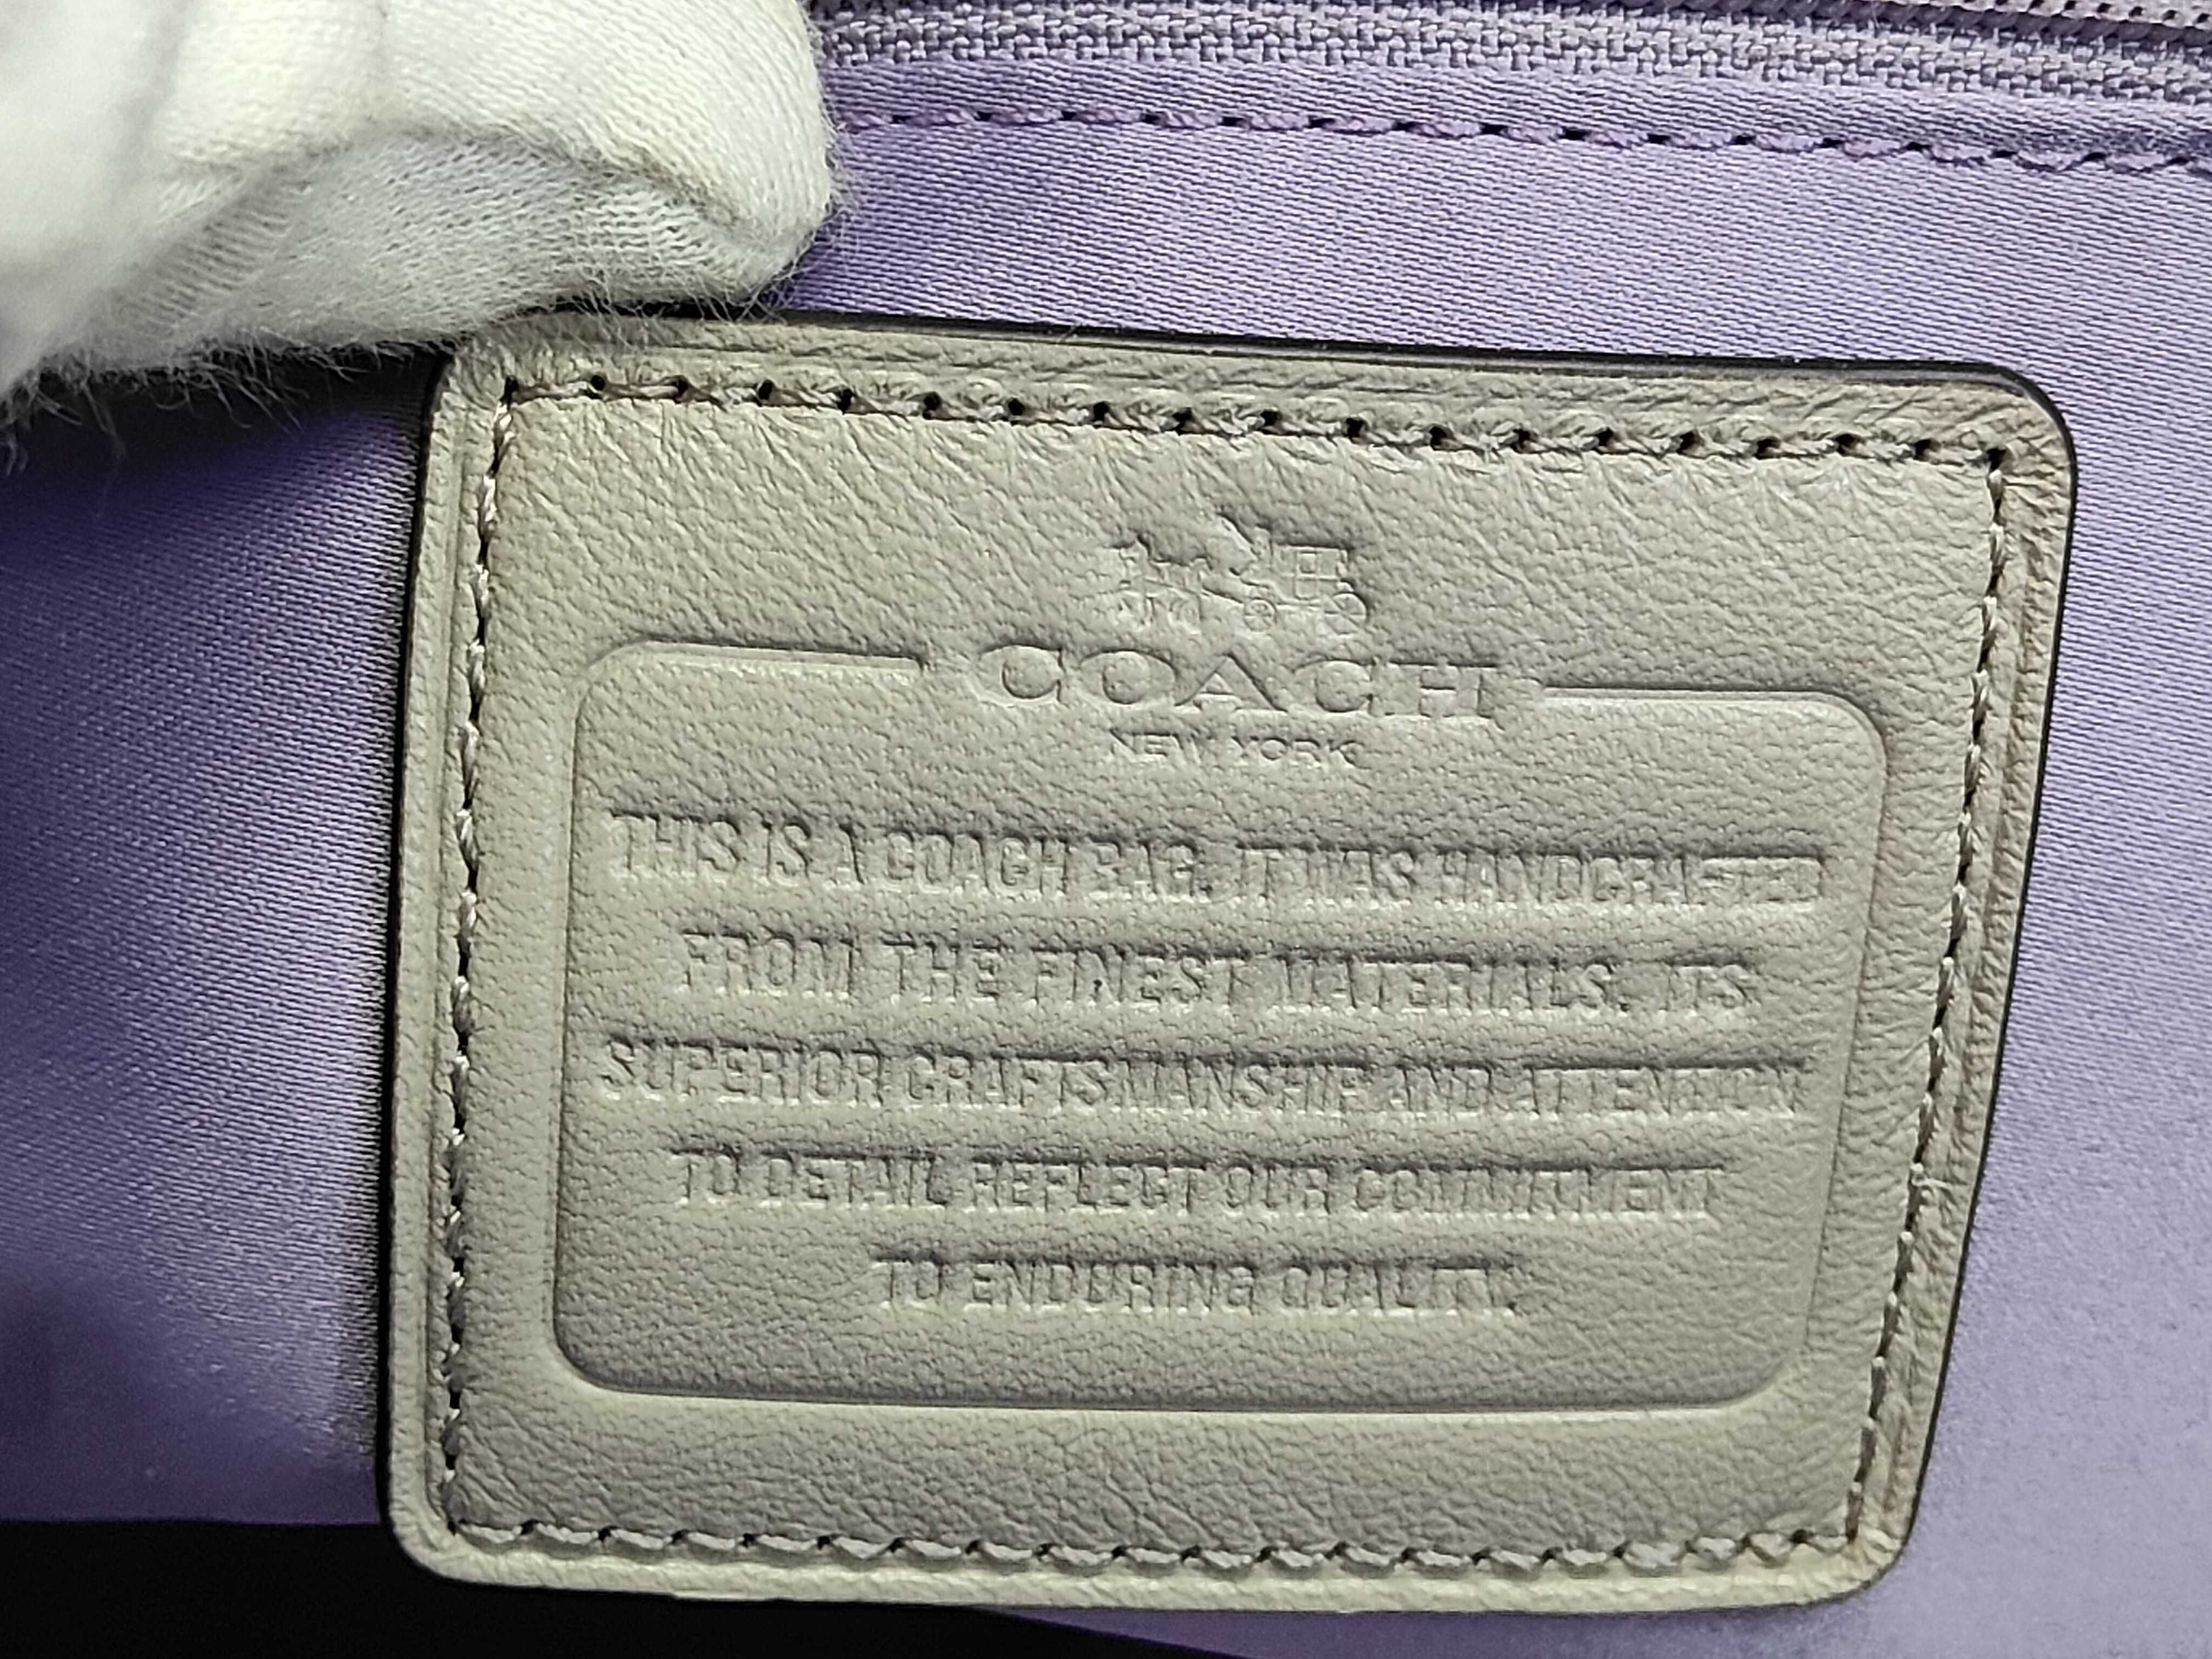 COACH
NEW YORK
THIS IS A COACH BAG. IT WAS HANDCRAFTED
FROM THE FINEST MATERIALS. ITS
SUPERIOR CRAFTSMANSHIP AND ATTENTION
TO DETAIL REFLECT OUR COMMITMENT
TO ENDURING QUALITY.